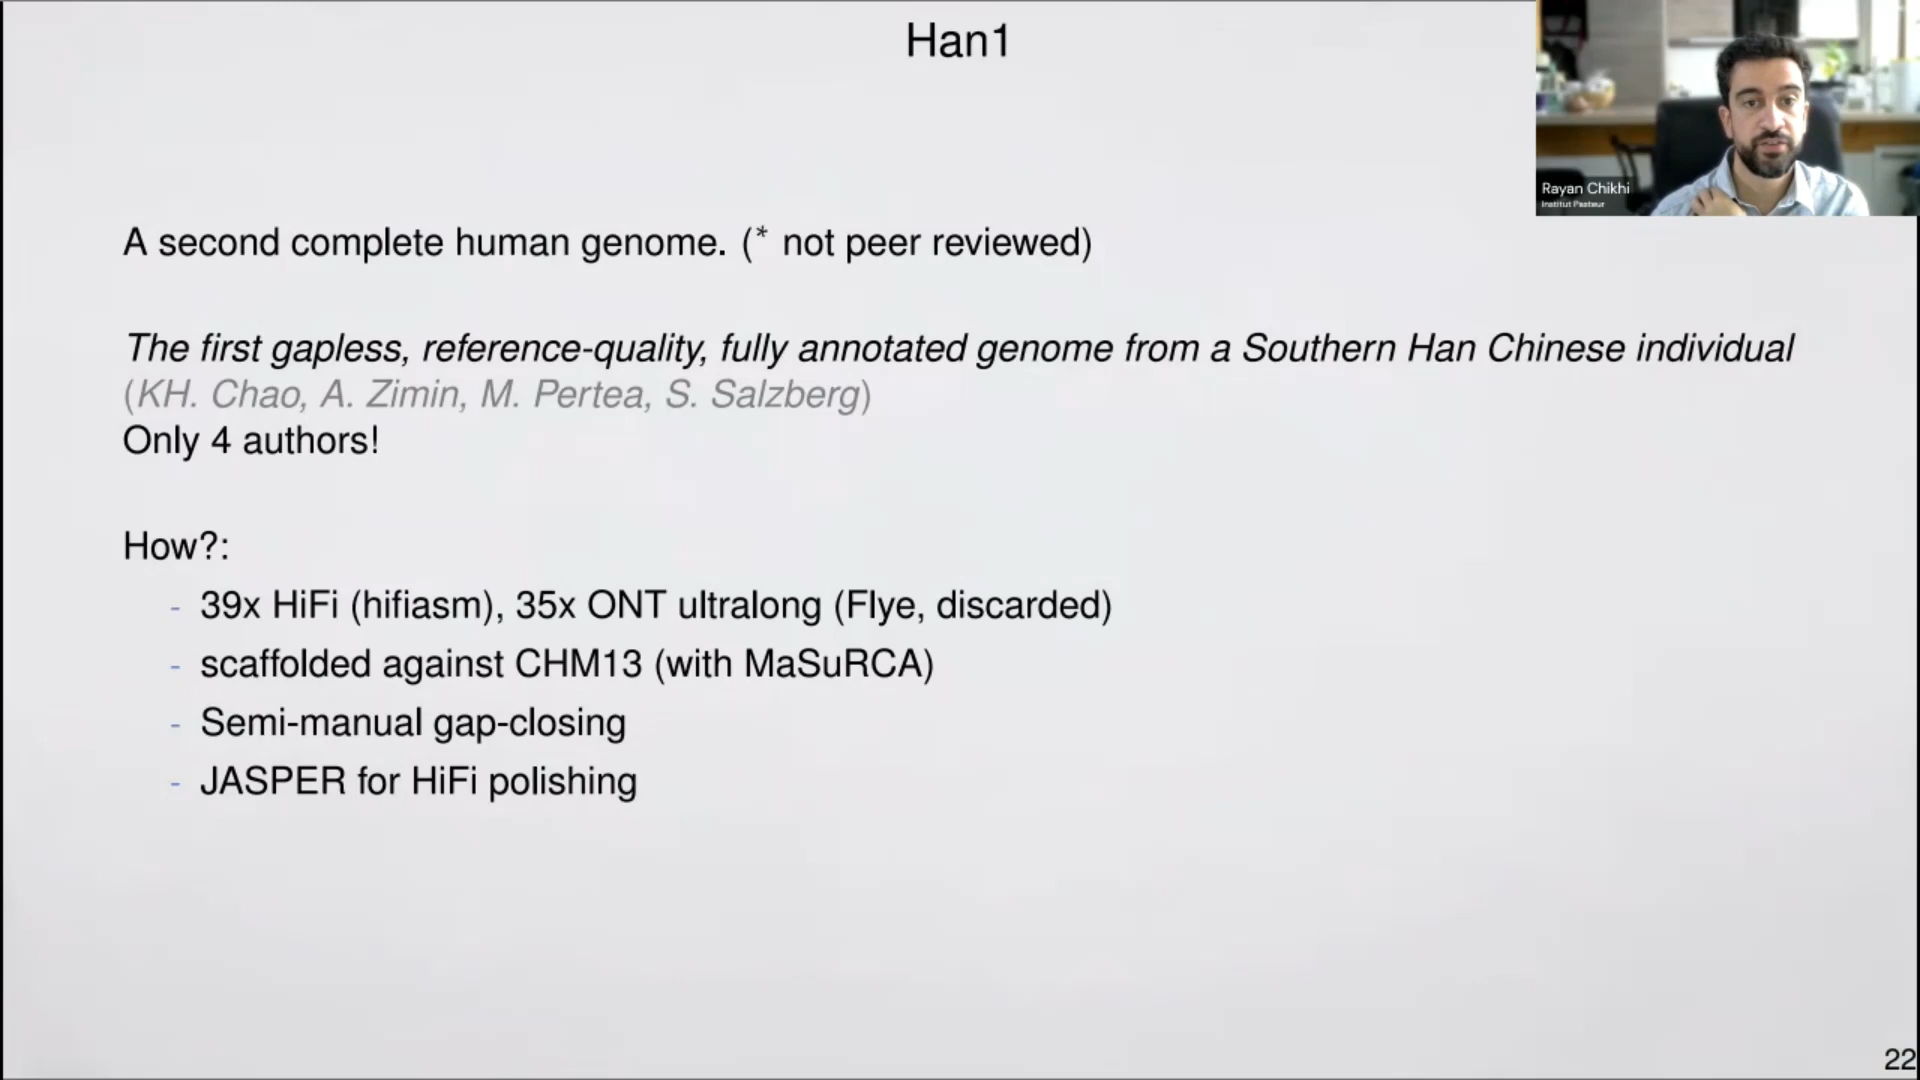 Han1
Rayan Chikhi
Institut Pasteur
A second complete human genome. (* not peer reviewed)
The first gapless, reference-quality, fully annotated genome from a Southern Han Chinese individual
(KH. Chao, A. Zimin, M. Pertea, S. Salzberg)
Only 4 authors!
How?:
- 39x HiFi (hifiasm), 35x ONT ultralong (Flye, discarded)
- scaffolded against CHM13 (with MaSuRCA)
- Semi-manual gap-closing
- JASPER for HiFi polishing
22